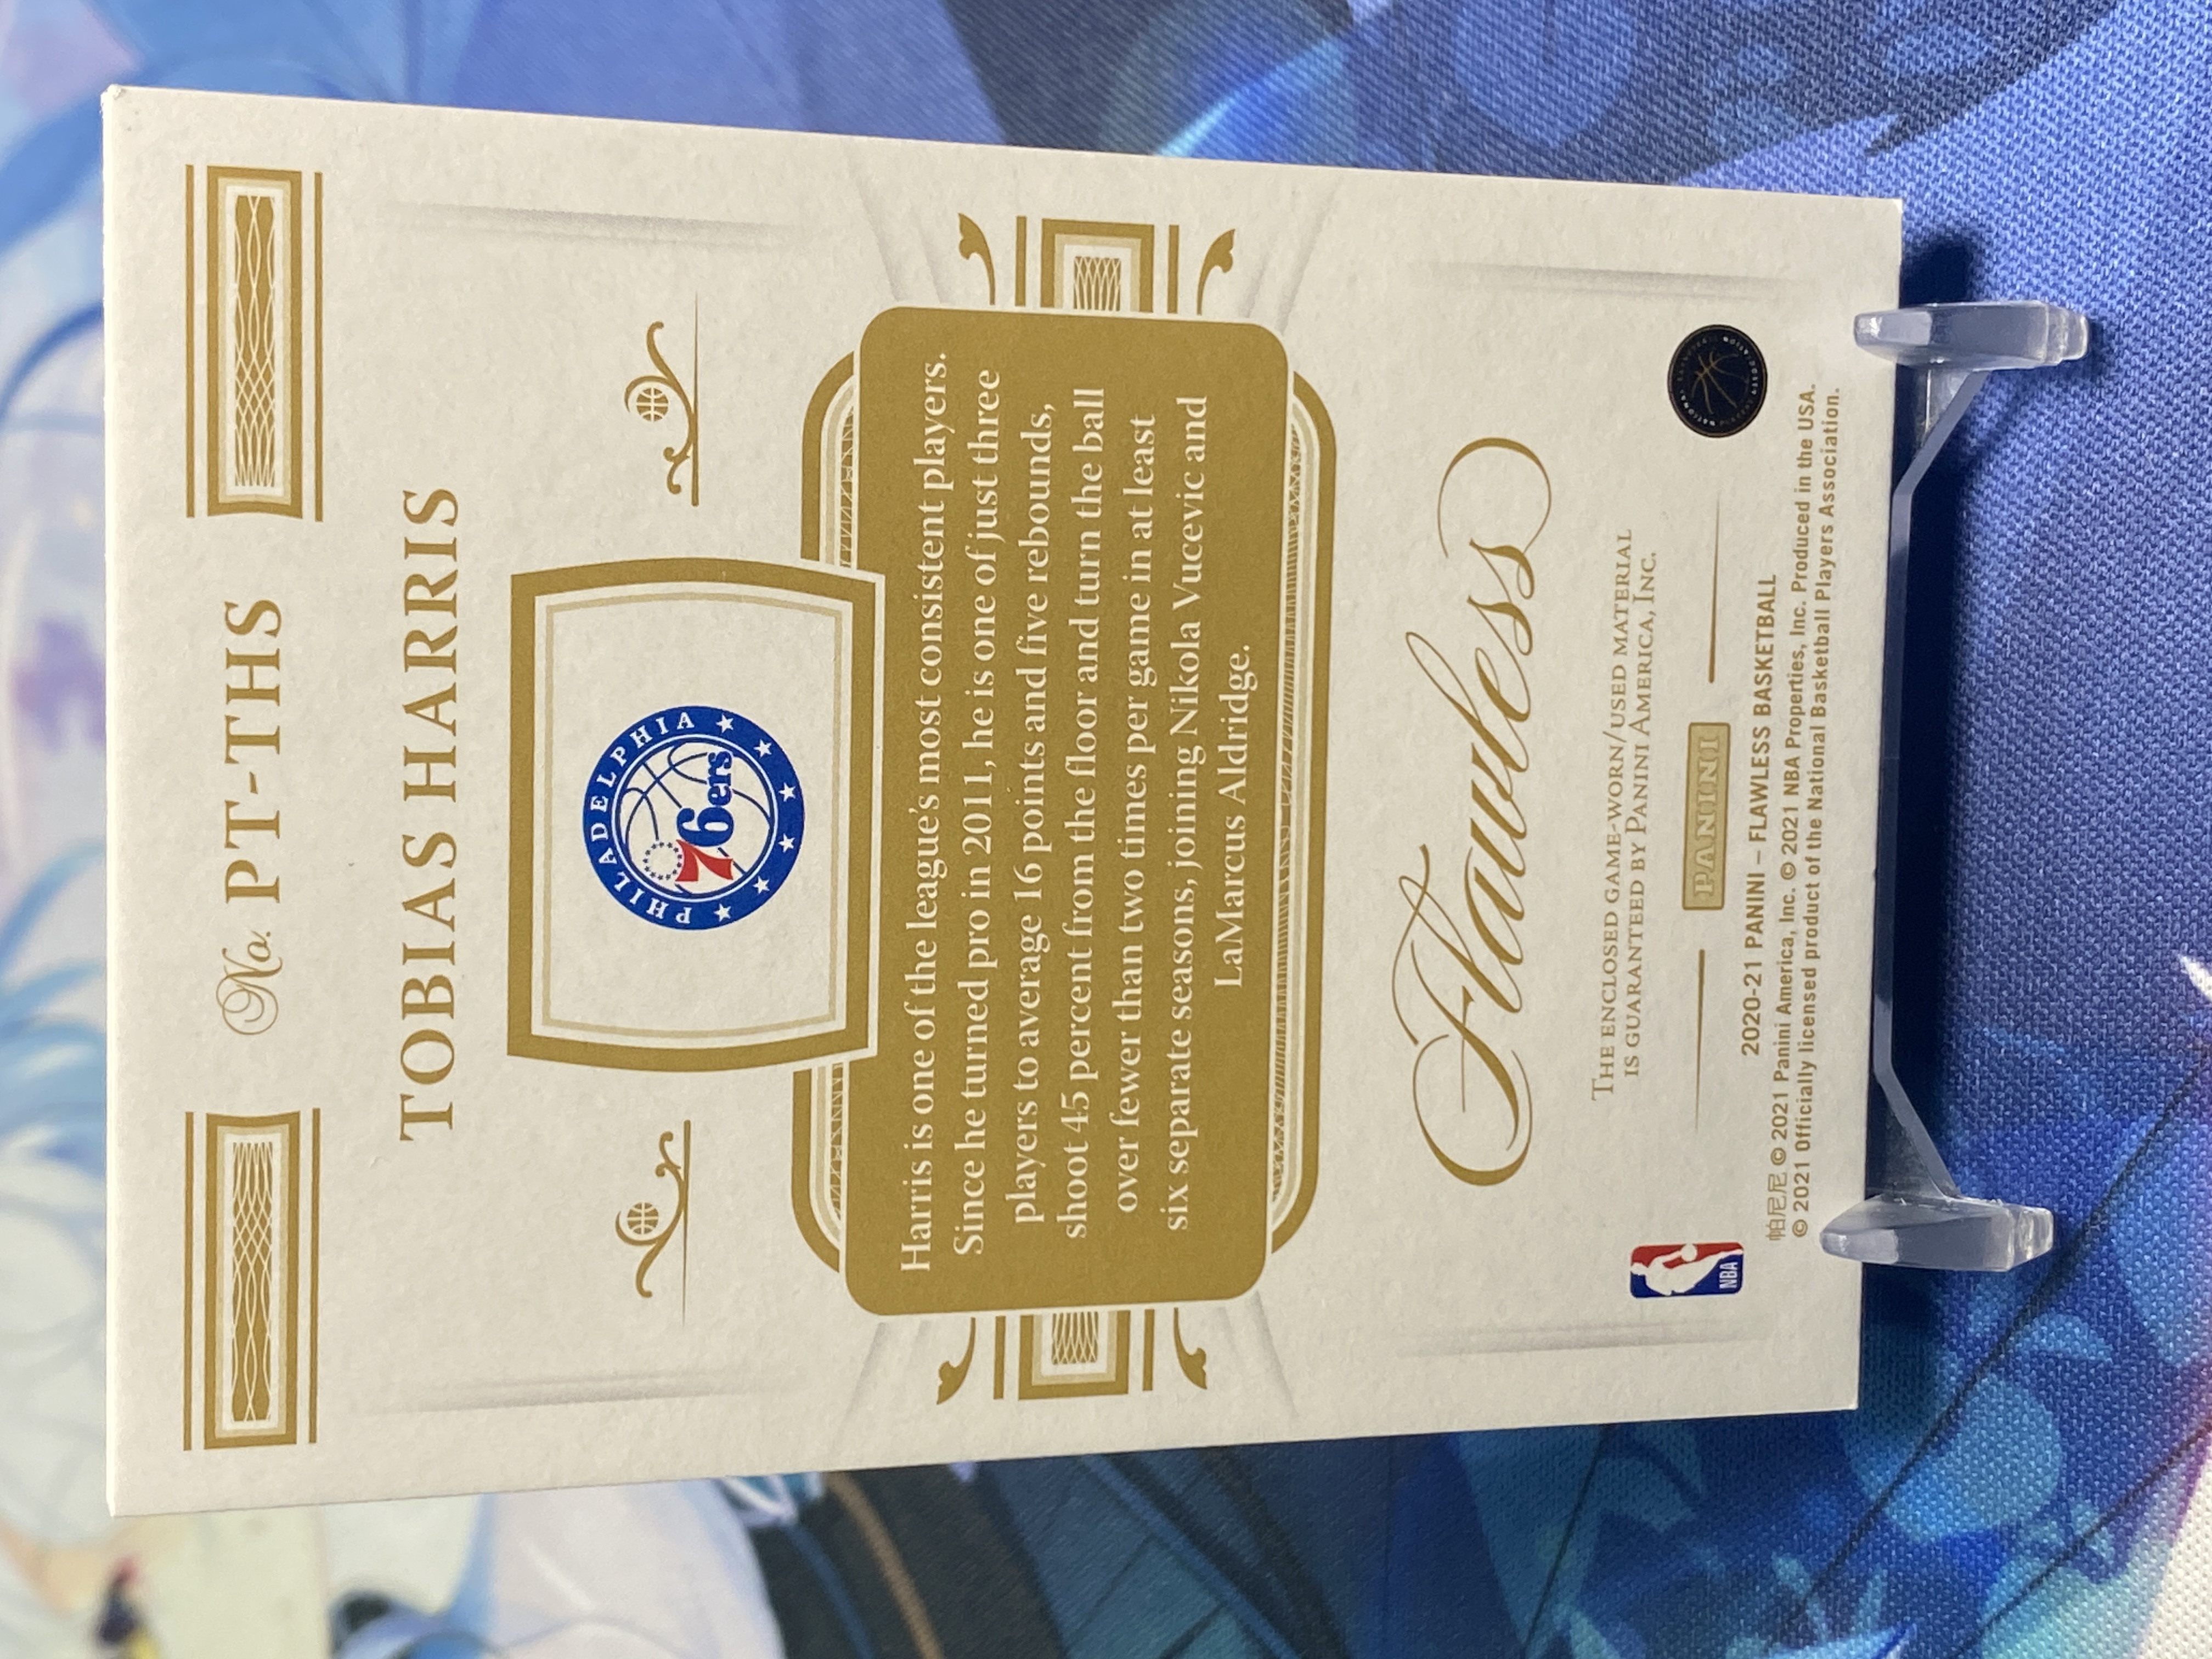 No. PT-THS
TOBIAS HARRIS
PHILADELPHIA
76ers
Harris is one of the league's most consistent players.
Since he turned pro in 2011, he is one of just three
players to average 16 points and five rebounds,
shoot 45 percent from the floor and turn the ball
over fewer than two times per game in at least
six separate seasons, joining Nikola Vucevic and
LaMarcus Aldridge.
Flawless
THE ENCLOSED GAME-WORN/USED MATERIAL
IS GUARANTEED BY PANINI AMERICA, INC.
PANINI
NBA
2020-21 PANINI – FLAWLESS BASKETBALL
帕尼尼 © 2021 Panini America, Inc. © 2021 NBA Properties, Inc. Produced in the USA.
© 2021 Officially licensed product of the National Basketball Players Association.